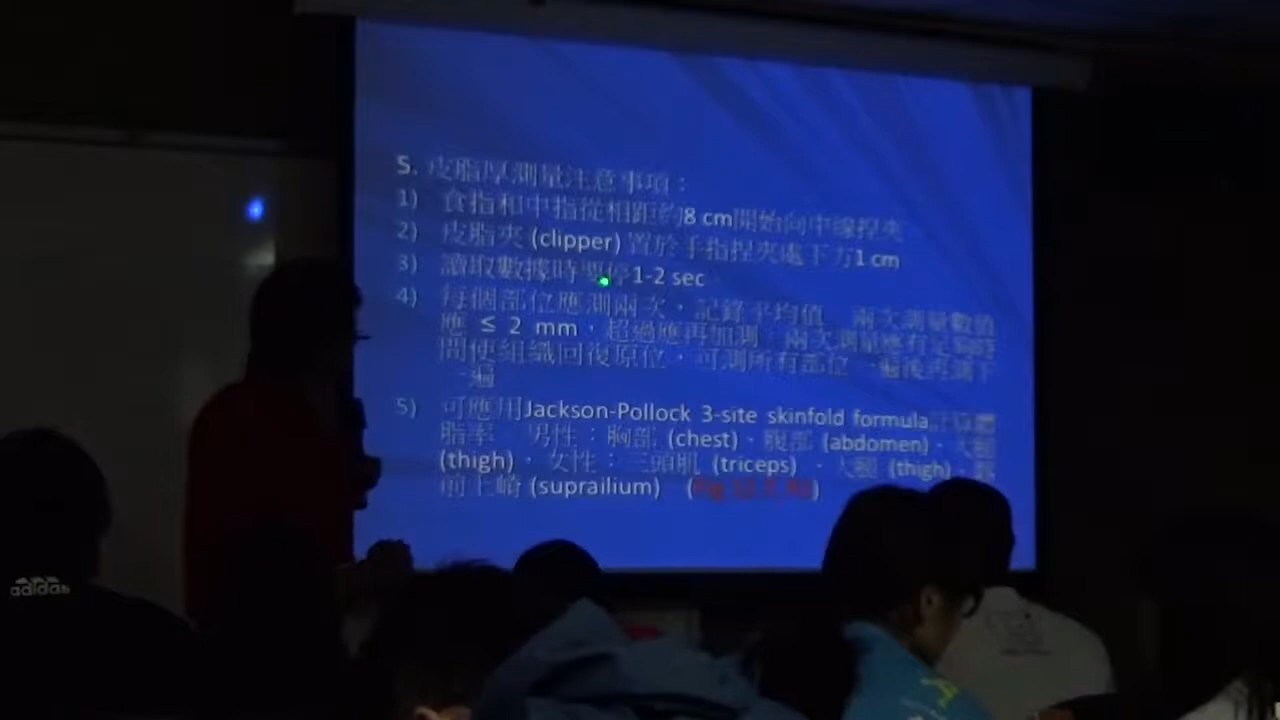 5. 皮脂厚測量注意事項：
1) 食指和中指從相距約8 cm開始向中線捏夾
2) 皮脂夾 (clipper) 置於手指捏夾處下方1 cm
3) 讀取數據時要停1-2 sec
4) 每個部位應測兩次，記錄平均值 兩次測量數值
應 ≤ 2 mm，超過應再加測 兩次測量應有足夠時
間使組織回復原位，可測所有部位一遍後再測下
一遍
5) 可應用Jackson-Pollock 3-site skinfold formula
脂素 男性：胸部 (chest)、腹部 (abdomen)、大腿
(thigh)，女性：三頭肌 (triceps)、大腿 (thigh)、
前上嵴 (suprailium)
adidas